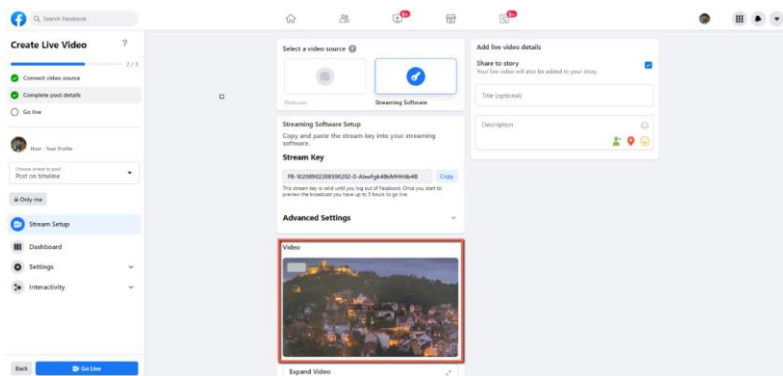 Search Facebook
9+
9+
Create Live Video
?
2 / 3
Connect video source
Complete post details
Go live
Host · Your Profile
Choose where to post
Post on timeline
Only me
Stream Setup
Dashboard
Settings
Interactivity
Back
Go Live
Select a video source
Webcam
Streaming Software
Streaming Software Setup
Copy and paste the stream key into your streaming
software.
Stream Key
Copy
This stream key is valid until you log out of Facebook. Once you start to
preview the broadcast you have up to 5 hours to go live.
Advanced Settings
Video
Expand Video
Add live video details
Share to story
Your live video will also be added to your story.
Title (optional)
Description